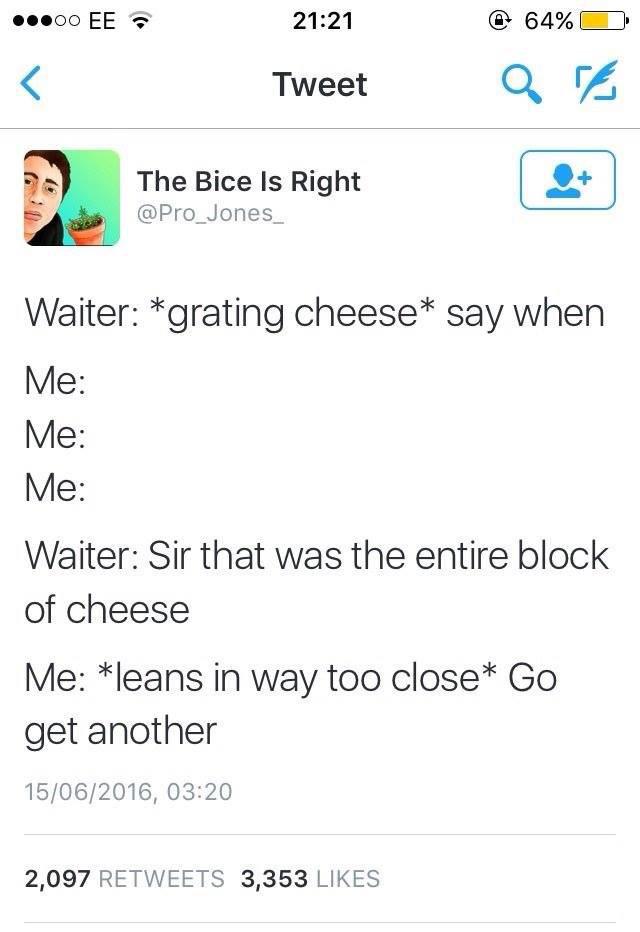 EE 21:21 64%
Tweet
The Bice Is Right
@Pro_Jones_
Waiter: *grating cheese* say when
Me:
Me:
Me:
Waiter: Sir that was the entire block
of cheese
Me: *leans in way too close* Go
get another
15/06/2016, 03:20
2,097 RETWEETS 3,353 LIKES